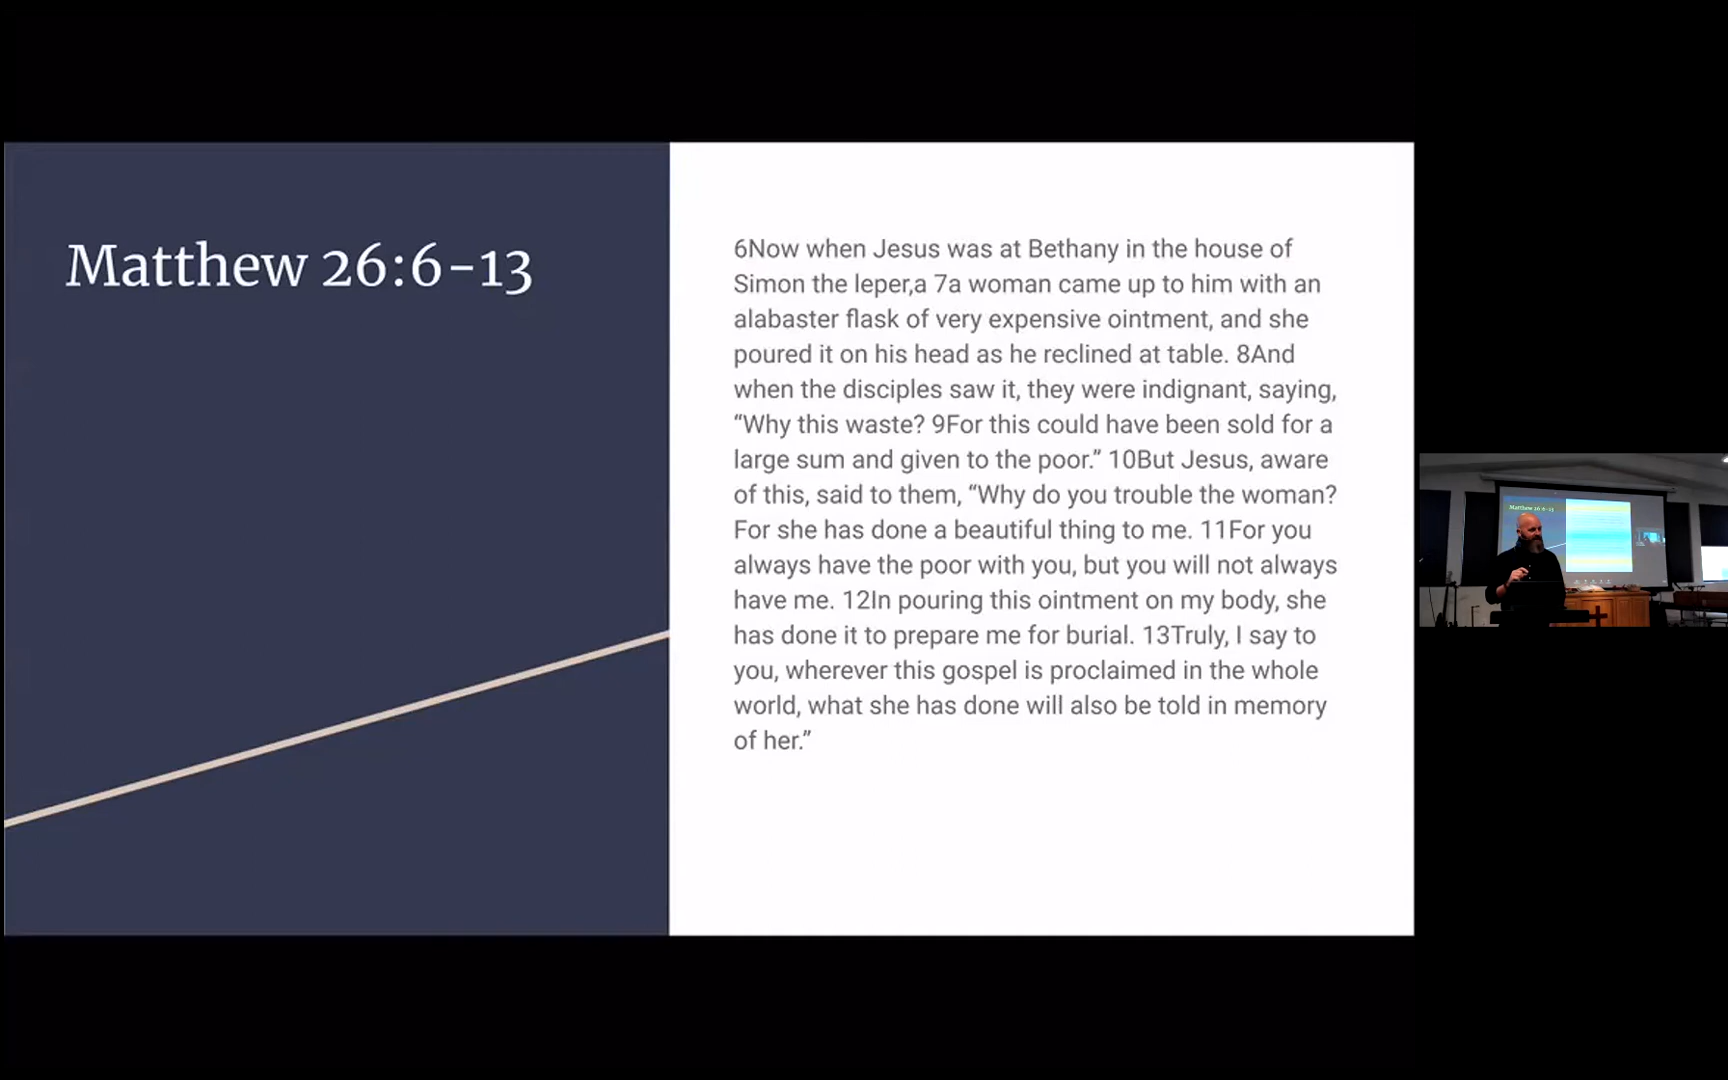 Matthew 26:6-13
6Now when Jesus was at Bethany in the house of
Simon the leper,a 7a woman came up to him with an
alabaster flask of very expensive ointment, and she
poured it on his head as he reclined at table. 8And
when the disciples saw it, they were indignant, saying,
“Why this waste? 9For this could have been sold for a
large sum and given to the poor.” 10But Jesus, aware
of this, said to them, “Why do you trouble the woman?
For she has done a beautiful thing to me. 11For you
always have the poor with you, but you will not always
have me. 12In pouring this ointment on my body, she
has done it to prepare me for burial. 13Truly, I say to
you, wherever this gospel is proclaimed in the whole
world, what she has done will also be told in memory
of her.”
Matthew 26:6-13